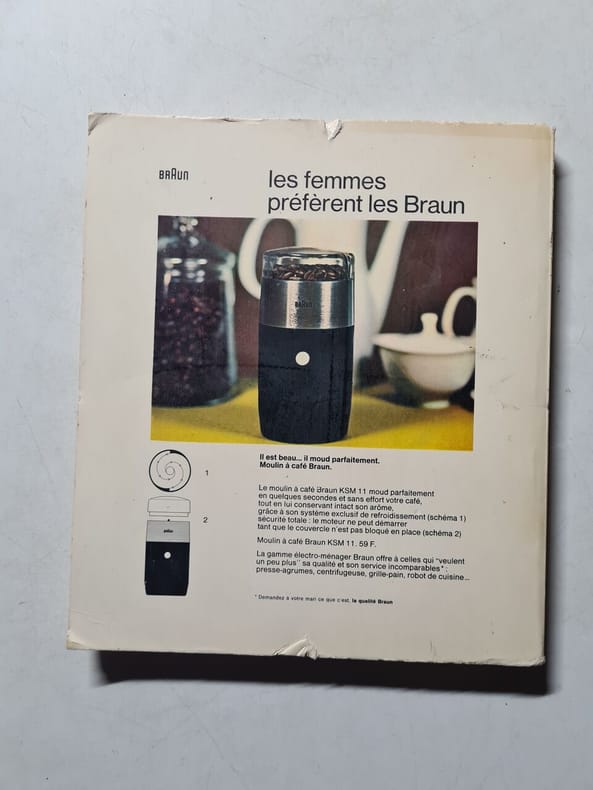 BRAUN
les femmes
préfèrent les Braun
BRAUN
1
2
Il est beau... il moud parfaitement.
Moulin à café Braun.
Le moulin à café Braun KSM 11 moud parfaitement
en quelques secondes et sans effort votre café,
tout en lui conservant intact son arôme,
grâce à son système exclusif de refroidissement (schéma 1)
sécurité totale : le moteur ne peut démarrer
tant que le couvercle n'est pas bloqué en place (schéma 2)
Moulin à café Braun KSM 11. 59 F.
La gamme électro-ménager Braun offre à celles qui "veulent
un peu plus" sa qualité et son service incomparables* :
presse-agrumes, centrifugeuse, grille-pain, robot de cuisine...
* Demandez à votre mari ce que c'est, la qualité Braun